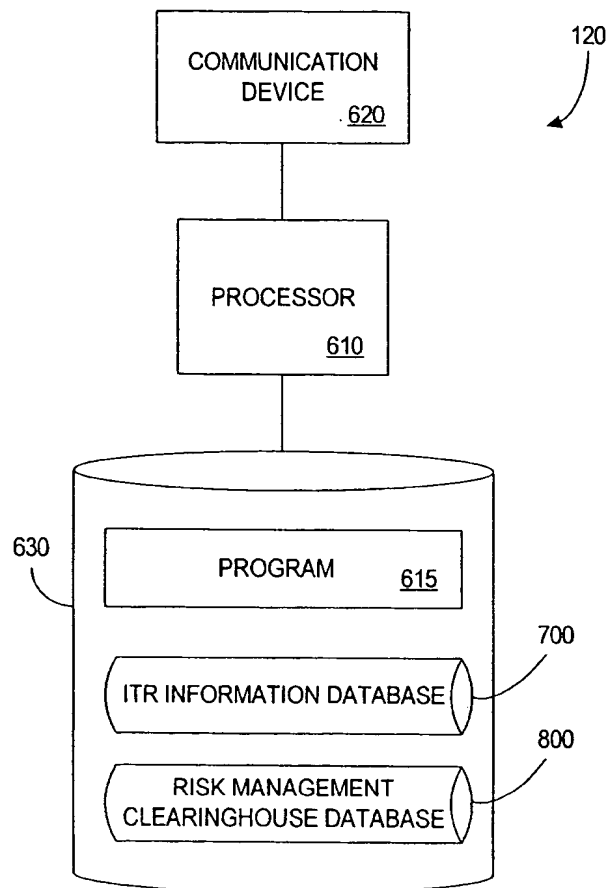 120
COMMUNICATION
DEVICE
620
PROCESSOR
610
630
PROGRAM
615
700
ITR INFORMATION DATABASE
800
RISK MANAGEMENT
CLEARINGHOUSE DATABASE